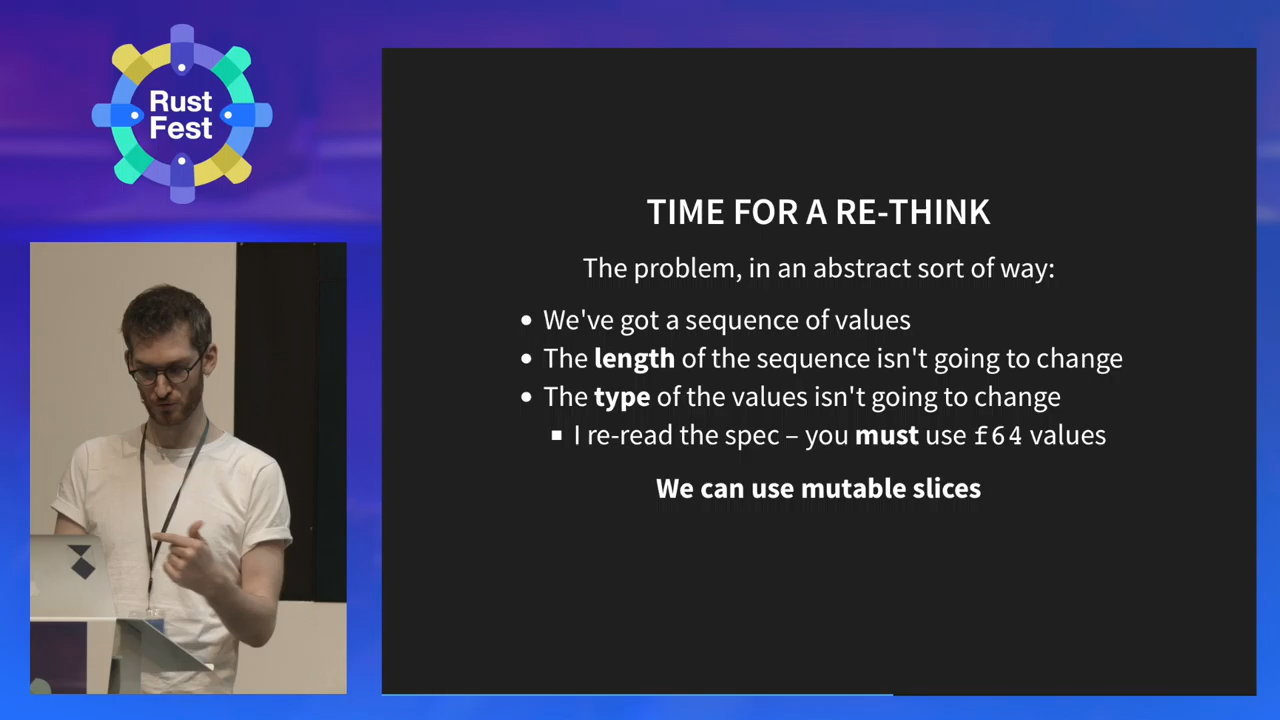 Rust
Fest
TIME FOR A RE-THINK
The problem, in an abstract sort of way:
We've got a sequence of values
The length of the sequence isn't going to change
The type of the values isn't going to change
I re-read the spec – you must use f64 values
We can use mutable slices